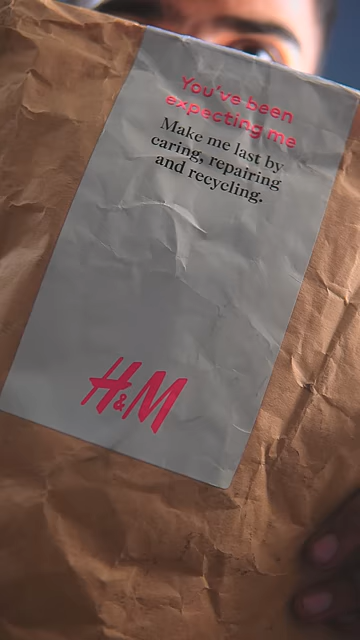 You've been
expecting me
Make me last by
caring, repairing
and recycling.
H&M